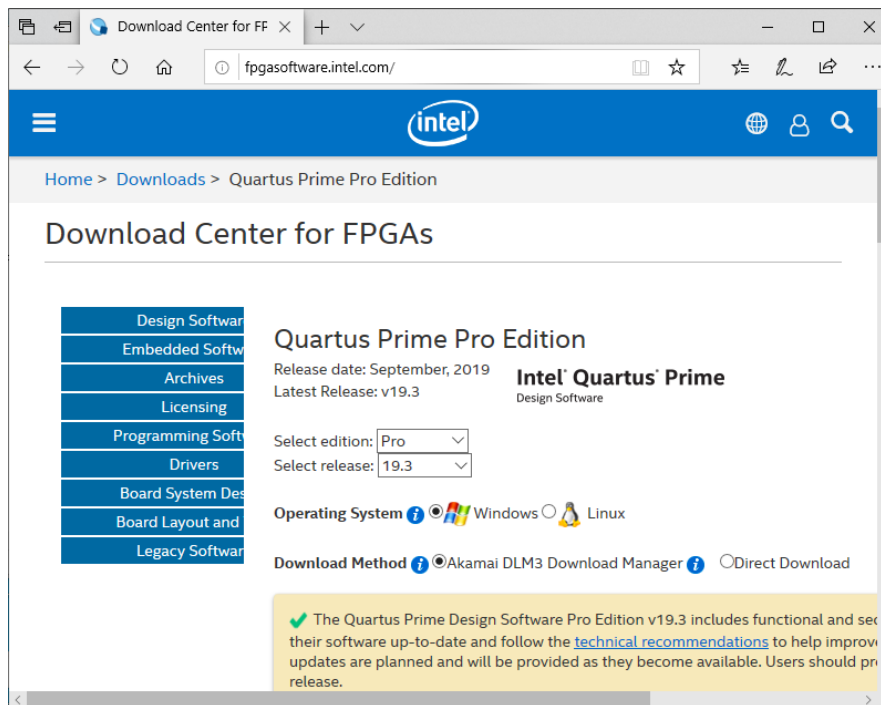 Download Center for FF
fpgasoftware.intel.com/
intel
Home > Downloads > Quartus Prime Pro Edition
Download Center for FPGAs
Design Softwar
Embedded Softw
Archives
Licensing
Programming Soft
Drivers
Board System Des
Board Layout and
Legacy Softwar
Quartus Prime Pro Edition
Release date: September, 2019
Latest Release: v19.3
Intel® Quartus® Prime
Design Software
Select edition: Pro
Select release: 19.3
Operating System i Windows Linux
Download Method i Akamai DLM3 Download Manager i Direct Download
The Quartus Prime Design Software Pro Edition v19.3 includes functional and sec
their software up-to-date and follow the technical recommendations to help improv
updates are planned and will be provided as they become available. Users should pr
release.